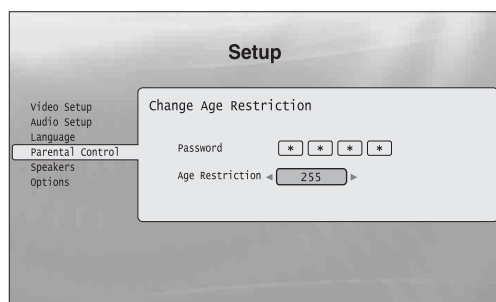 Setup
Video Setup
Audio Setup
Language
Parental Control
Speakers
Options
Change Age Restriction
Password * * * *
Age Restriction 255